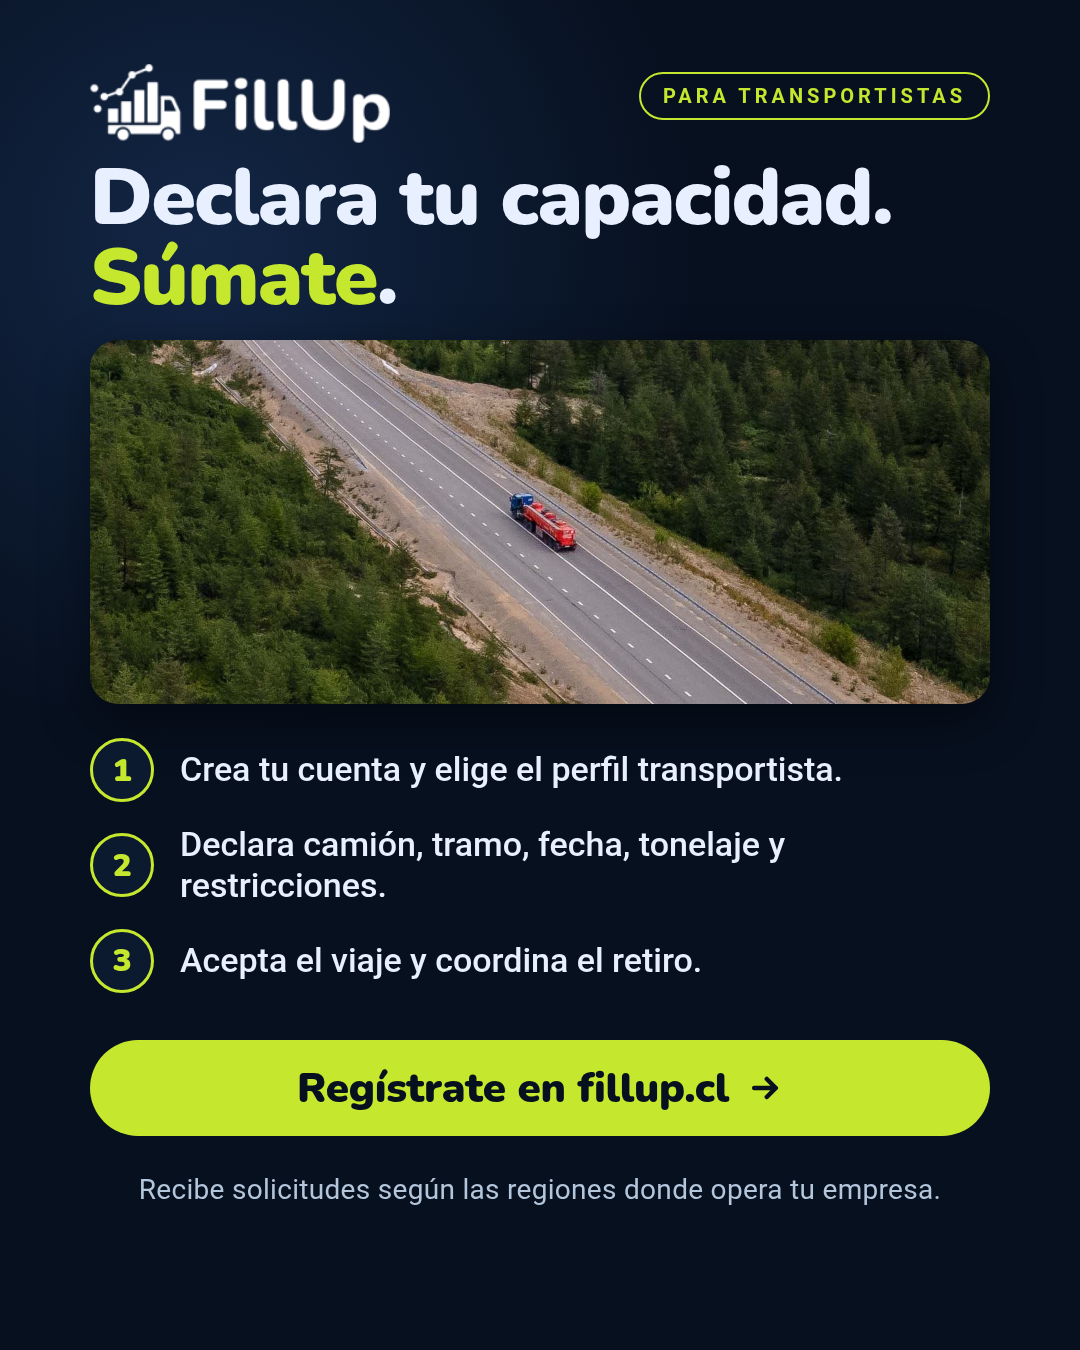 FillUp
PARA TRANSPORTISTAS
Declara tu capacidad.
Súmate.
1 Crea tu cuenta y elige el perfil transportista.
2 Declara camión, tramo, fecha, tonelaje y
restricciones.
3 Acepta el viaje y coordina el retiro.
Regístrate en fillup.cl →
Recibe solicitudes según las regiones donde opera tu empresa.